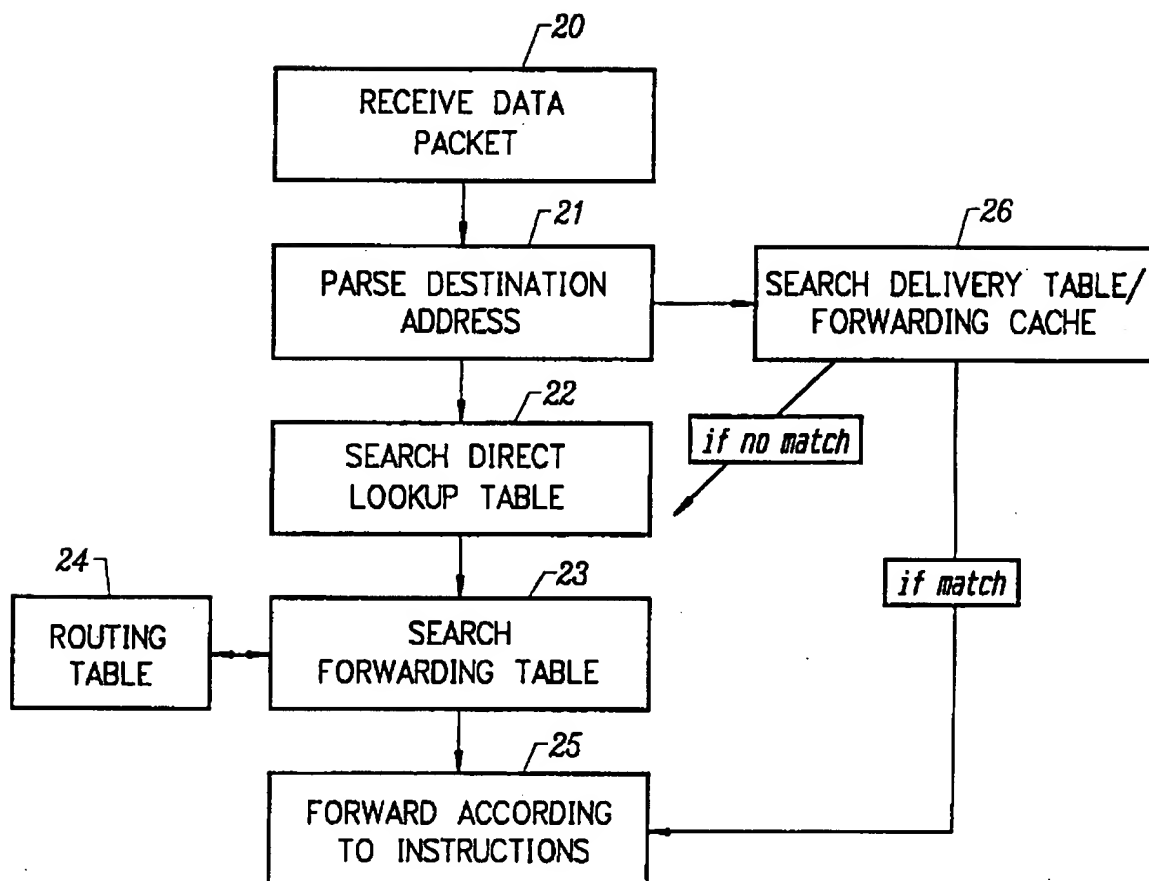 20
RECEIVE DATA
PACKET
21
PARSE DESTINATION
ADDRESS
26
SEARCH DELIVERY TABLE/
FORWARDING CACHE
22
SEARCH DIRECT
LOOKUP TABLE
if no match
if match
24
ROUTING
TABLE
23
SEARCH
FORWARDING TABLE
25
FORWARD ACCORDING
TO INSTRUCTIONS